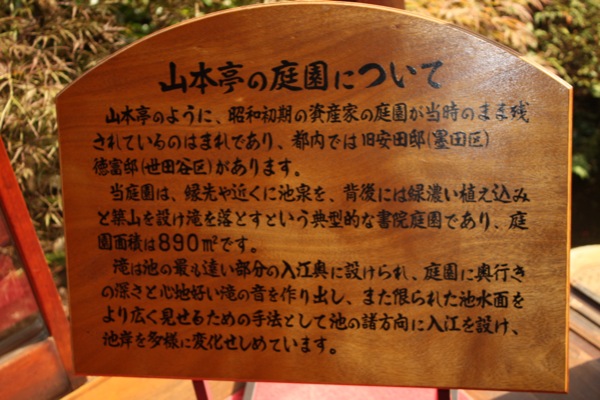 山本亭の庭園について
山本亭のように、昭和初期の資産家の庭園が当時のまま残
されているのはまれであり、都内では旧安田邸(墨田区)
徳富邸(世田谷区)があります。
当庭園は、縁先や近くに池泉を、背後には緑濃い植え込み
と築山を設け滝を落とすという典型的な書院庭園であり、庭
園面積は890㎡です。
滝は池の最も遠い部分の入江奥に設けられ、庭園に奥行き
の深さと心地好い滝の音を作り出し、また限られた池水面を
より広く見せるための手法として池の諸方向に入江を設け、
池岸を多様に変化せしめています。